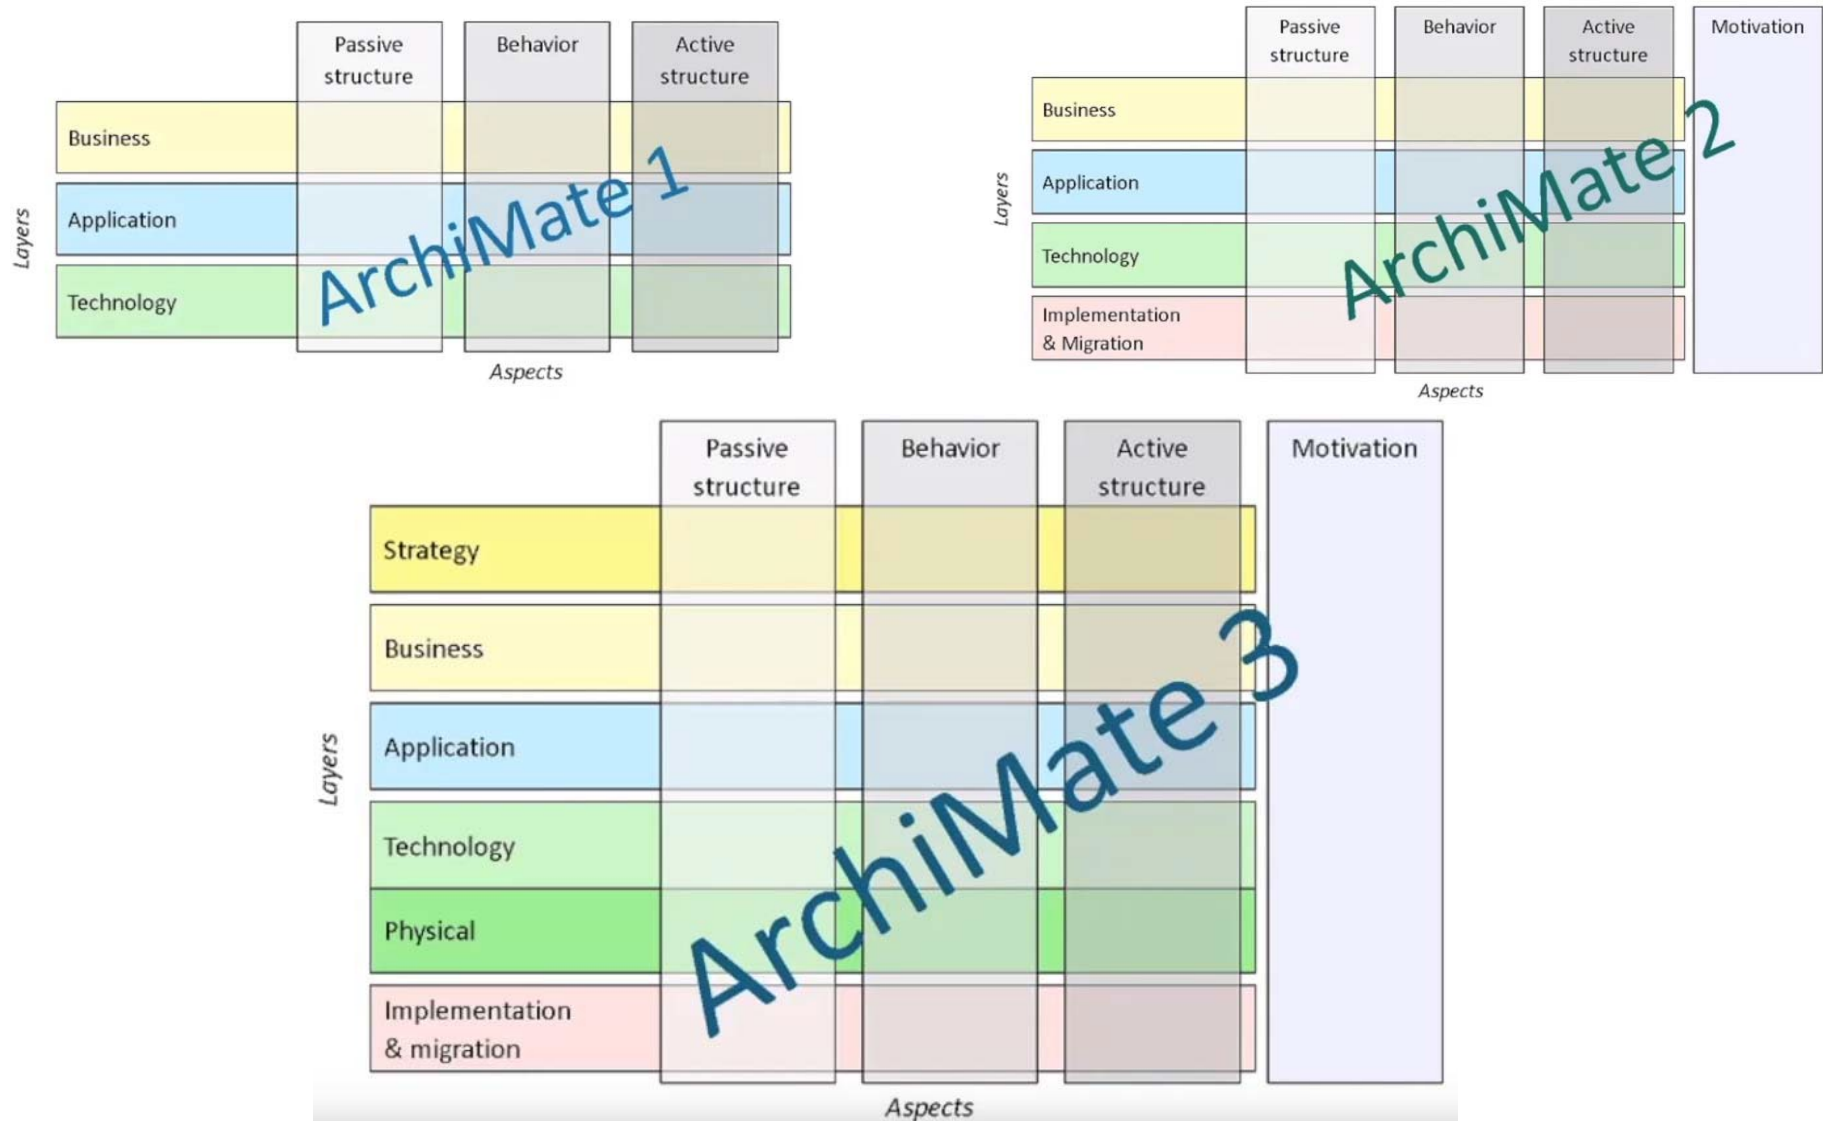 Passive
structure
Behavior
Active
structure
Business
Application
Technology
Layers
Aspects
ArchiMate 1
Passive
structure
Behavior
Active
structure
Motivation
Business
Application
Technology
Implementation
& Migration
Layers
Aspects
ArchiMate 2
Passive
structure
Behavior
Active
structure
Motivation
Strategy
Business
Application
Technology
Physical
Implementation
& migration
Layers
Aspects
ArchiMate 3